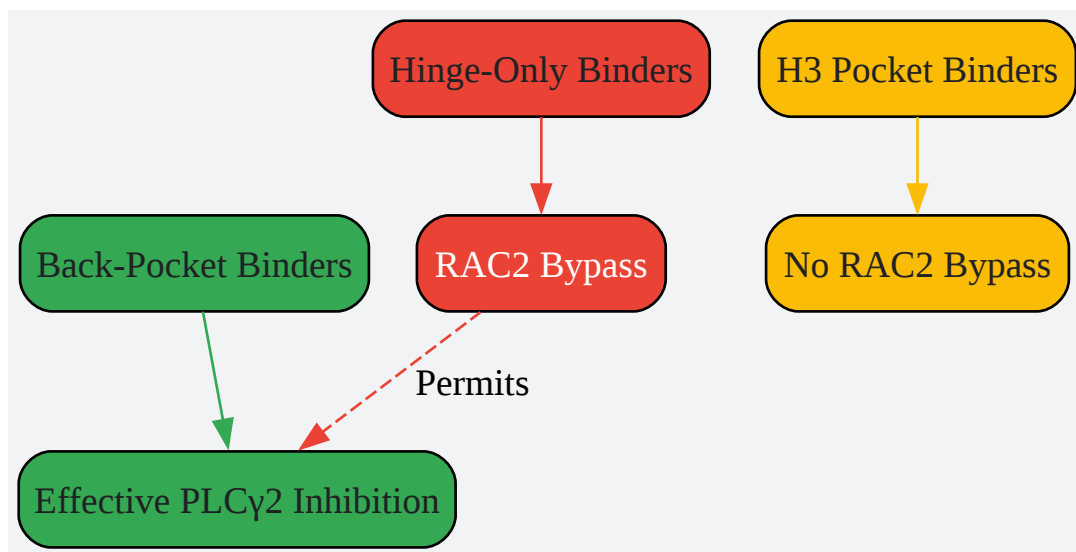 Hinge-Only Binders
H3 Pocket Binders
Back-Pocket Binders
RAC2 Bypass
No RAC2 Bypass
Permits
Effective PLCγ2 Inhibition